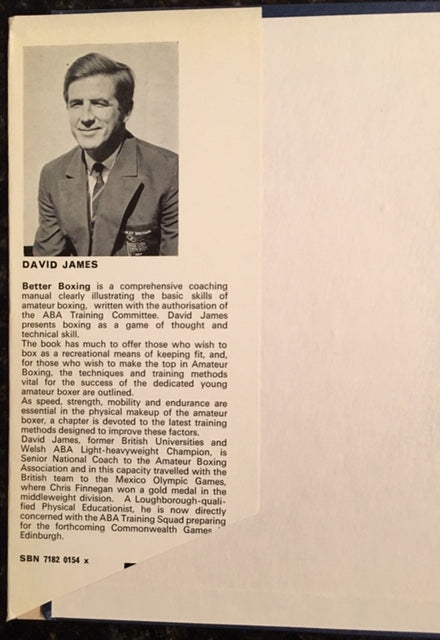 DAVID JAMES
Better Boxing is a comprehensive coaching
manual clearly illustrating the basic skills of
amateur boxing, written with the authorisation of
the ABA Training Committee. David James
presents boxing as a game of thought and
technical skill.
The book has much to offer those who wish to
box as a recreational means of keeping fit, and,
for those who wish to make the top in Amateur
Boxing, the techniques and training methods
vital for the success of the dedicated young
amateur boxer are outlined.
As speed, strength, mobility and endurance are
essential in the physical makeup of the amateur
boxer, a chapter is devoted to the latest training
methods designed to improve these factors.
David James, former British Universities and
Welsh ABA Light-heavyweight Champion, is
Senior National Coach to the Amateur Boxing
Association and in this capacity travelled with the
British team to the Mexico Olympic Games,
where Chris Finnegan won a gold medal in the
middleweight division. A Loughborough-quali-
fied Physical Educationist, he is now directly
concerned with the ABA Training Squad preparing
for the forthcoming Commonwealth Games
Edinburgh.
SBN 7182 0154 x